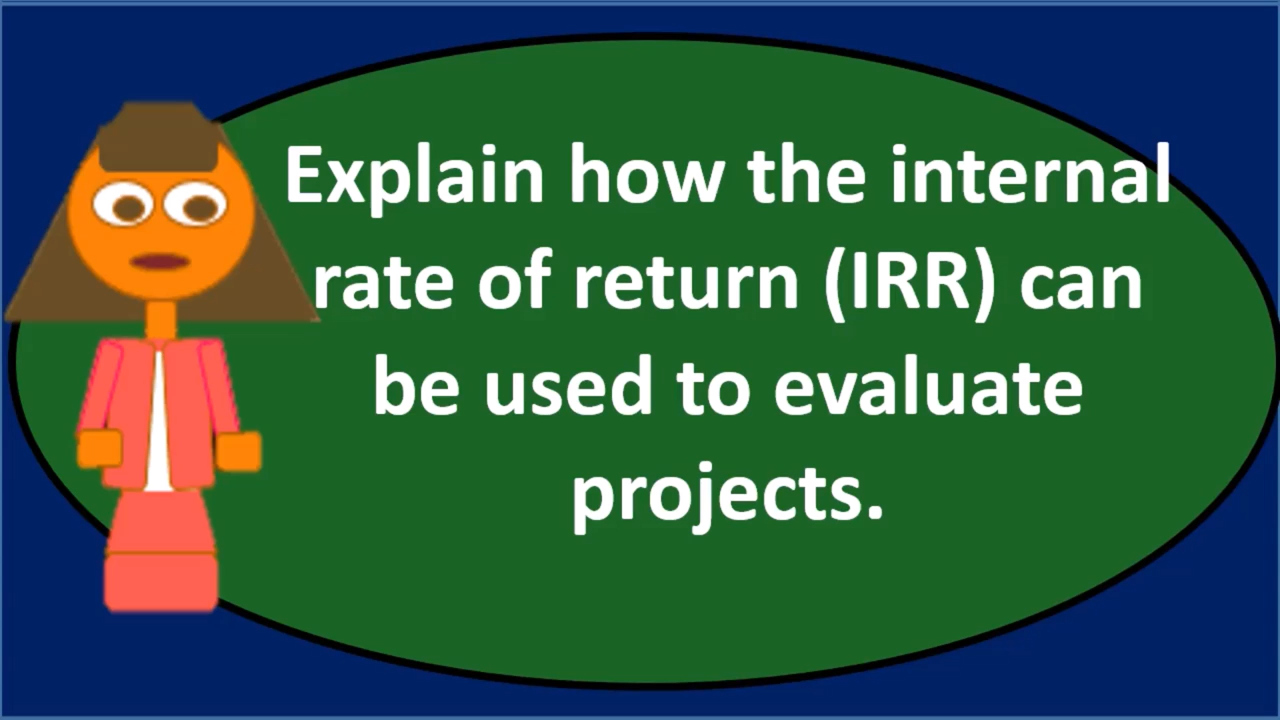 Explain how the internal
rate of return (IRR) can
be used to evaluate
projects.